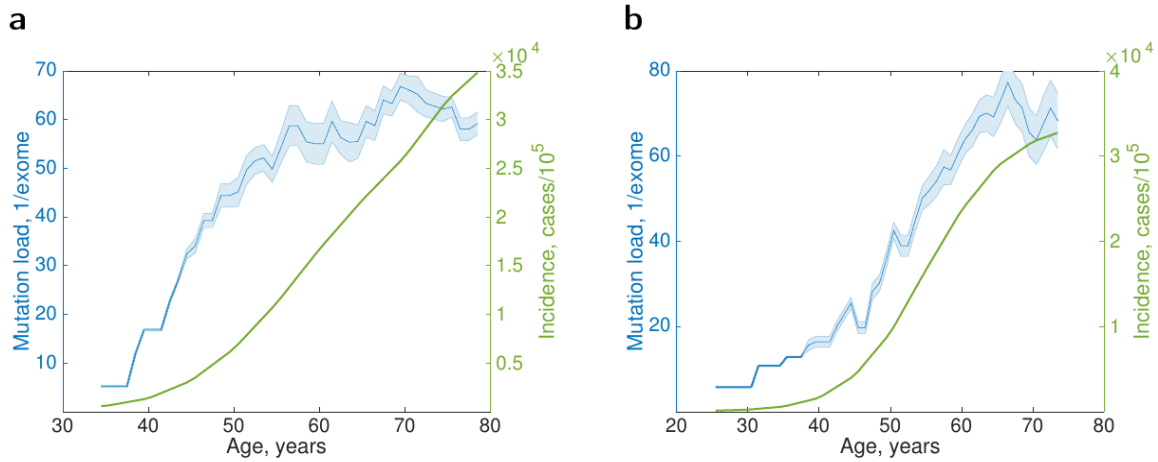 a
×10^4
70
60
50
40
30
20
10
Mutation load, 1/exome
3.5
3
2.5
2
1.5
1
0.5
Incidence, cases/10^5
30 40 50 60 70 80
Age, years
b
×10^4
80
60
40
20
Mutation load, 1/exome
4
3
2
1
Incidence, cases/10^5
20 30 40 50 60 70 80
Age, years